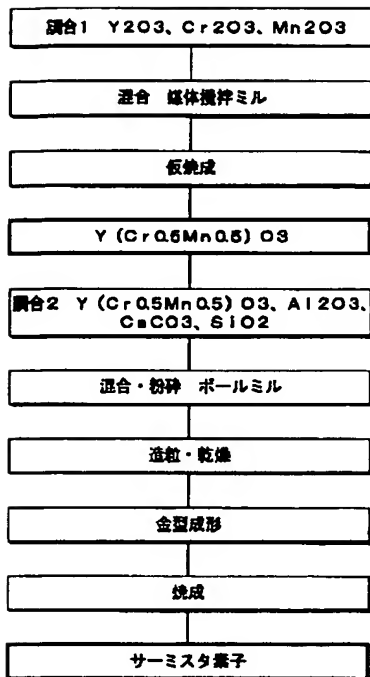 調合1 Y2O3、Cr2O3、Mn2O3
混合 媒体撹拌ミル
仮焼成
Y(Cr0.5Mn0.5)O3
調合2 Y(Cr0.5Mn0.5)O3、Al2O3、
CaCO3、SiO2
混合・粉砕 ボールミル
造粒・乾燥
金型成形
焼成
サーミスタ素子